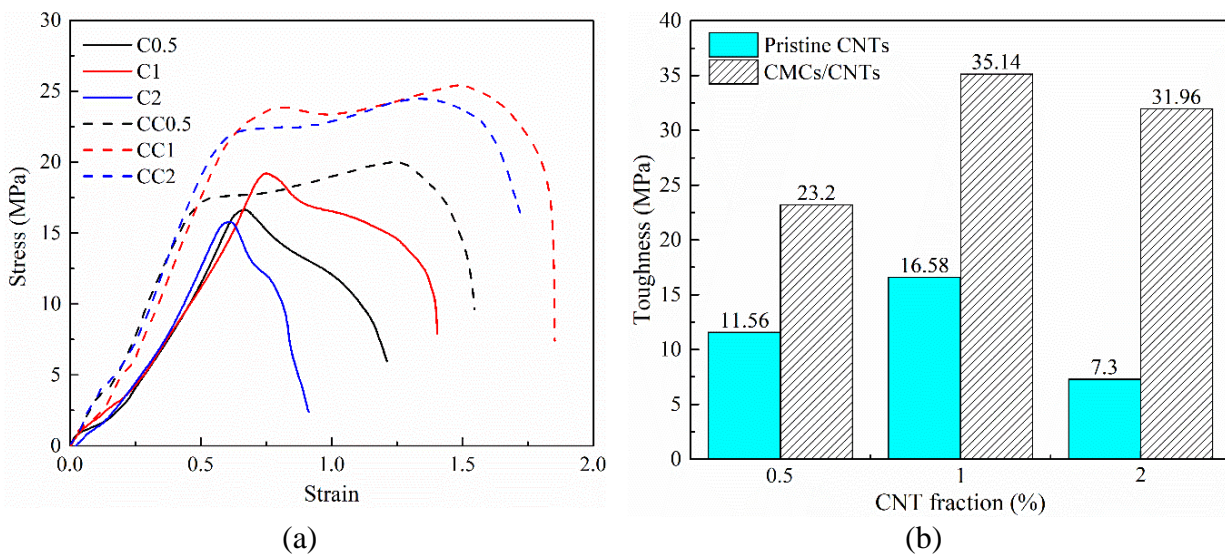 30
25
20
15
10
5
0
Stress (MPa)
C0.5
C1
C2
CC0.5
CC1
CC2
0.0 0.5 1.0 1.5 2.0
Strain
(a)
40
35
30
25
20
15
10
5
0
Toughness (MPa)
Pristine CNTs
CMCs/CNTs
11.56
23.2
16.58
35.14
7.3
31.96
0.5 1 2
CNT fraction (%)
(b)